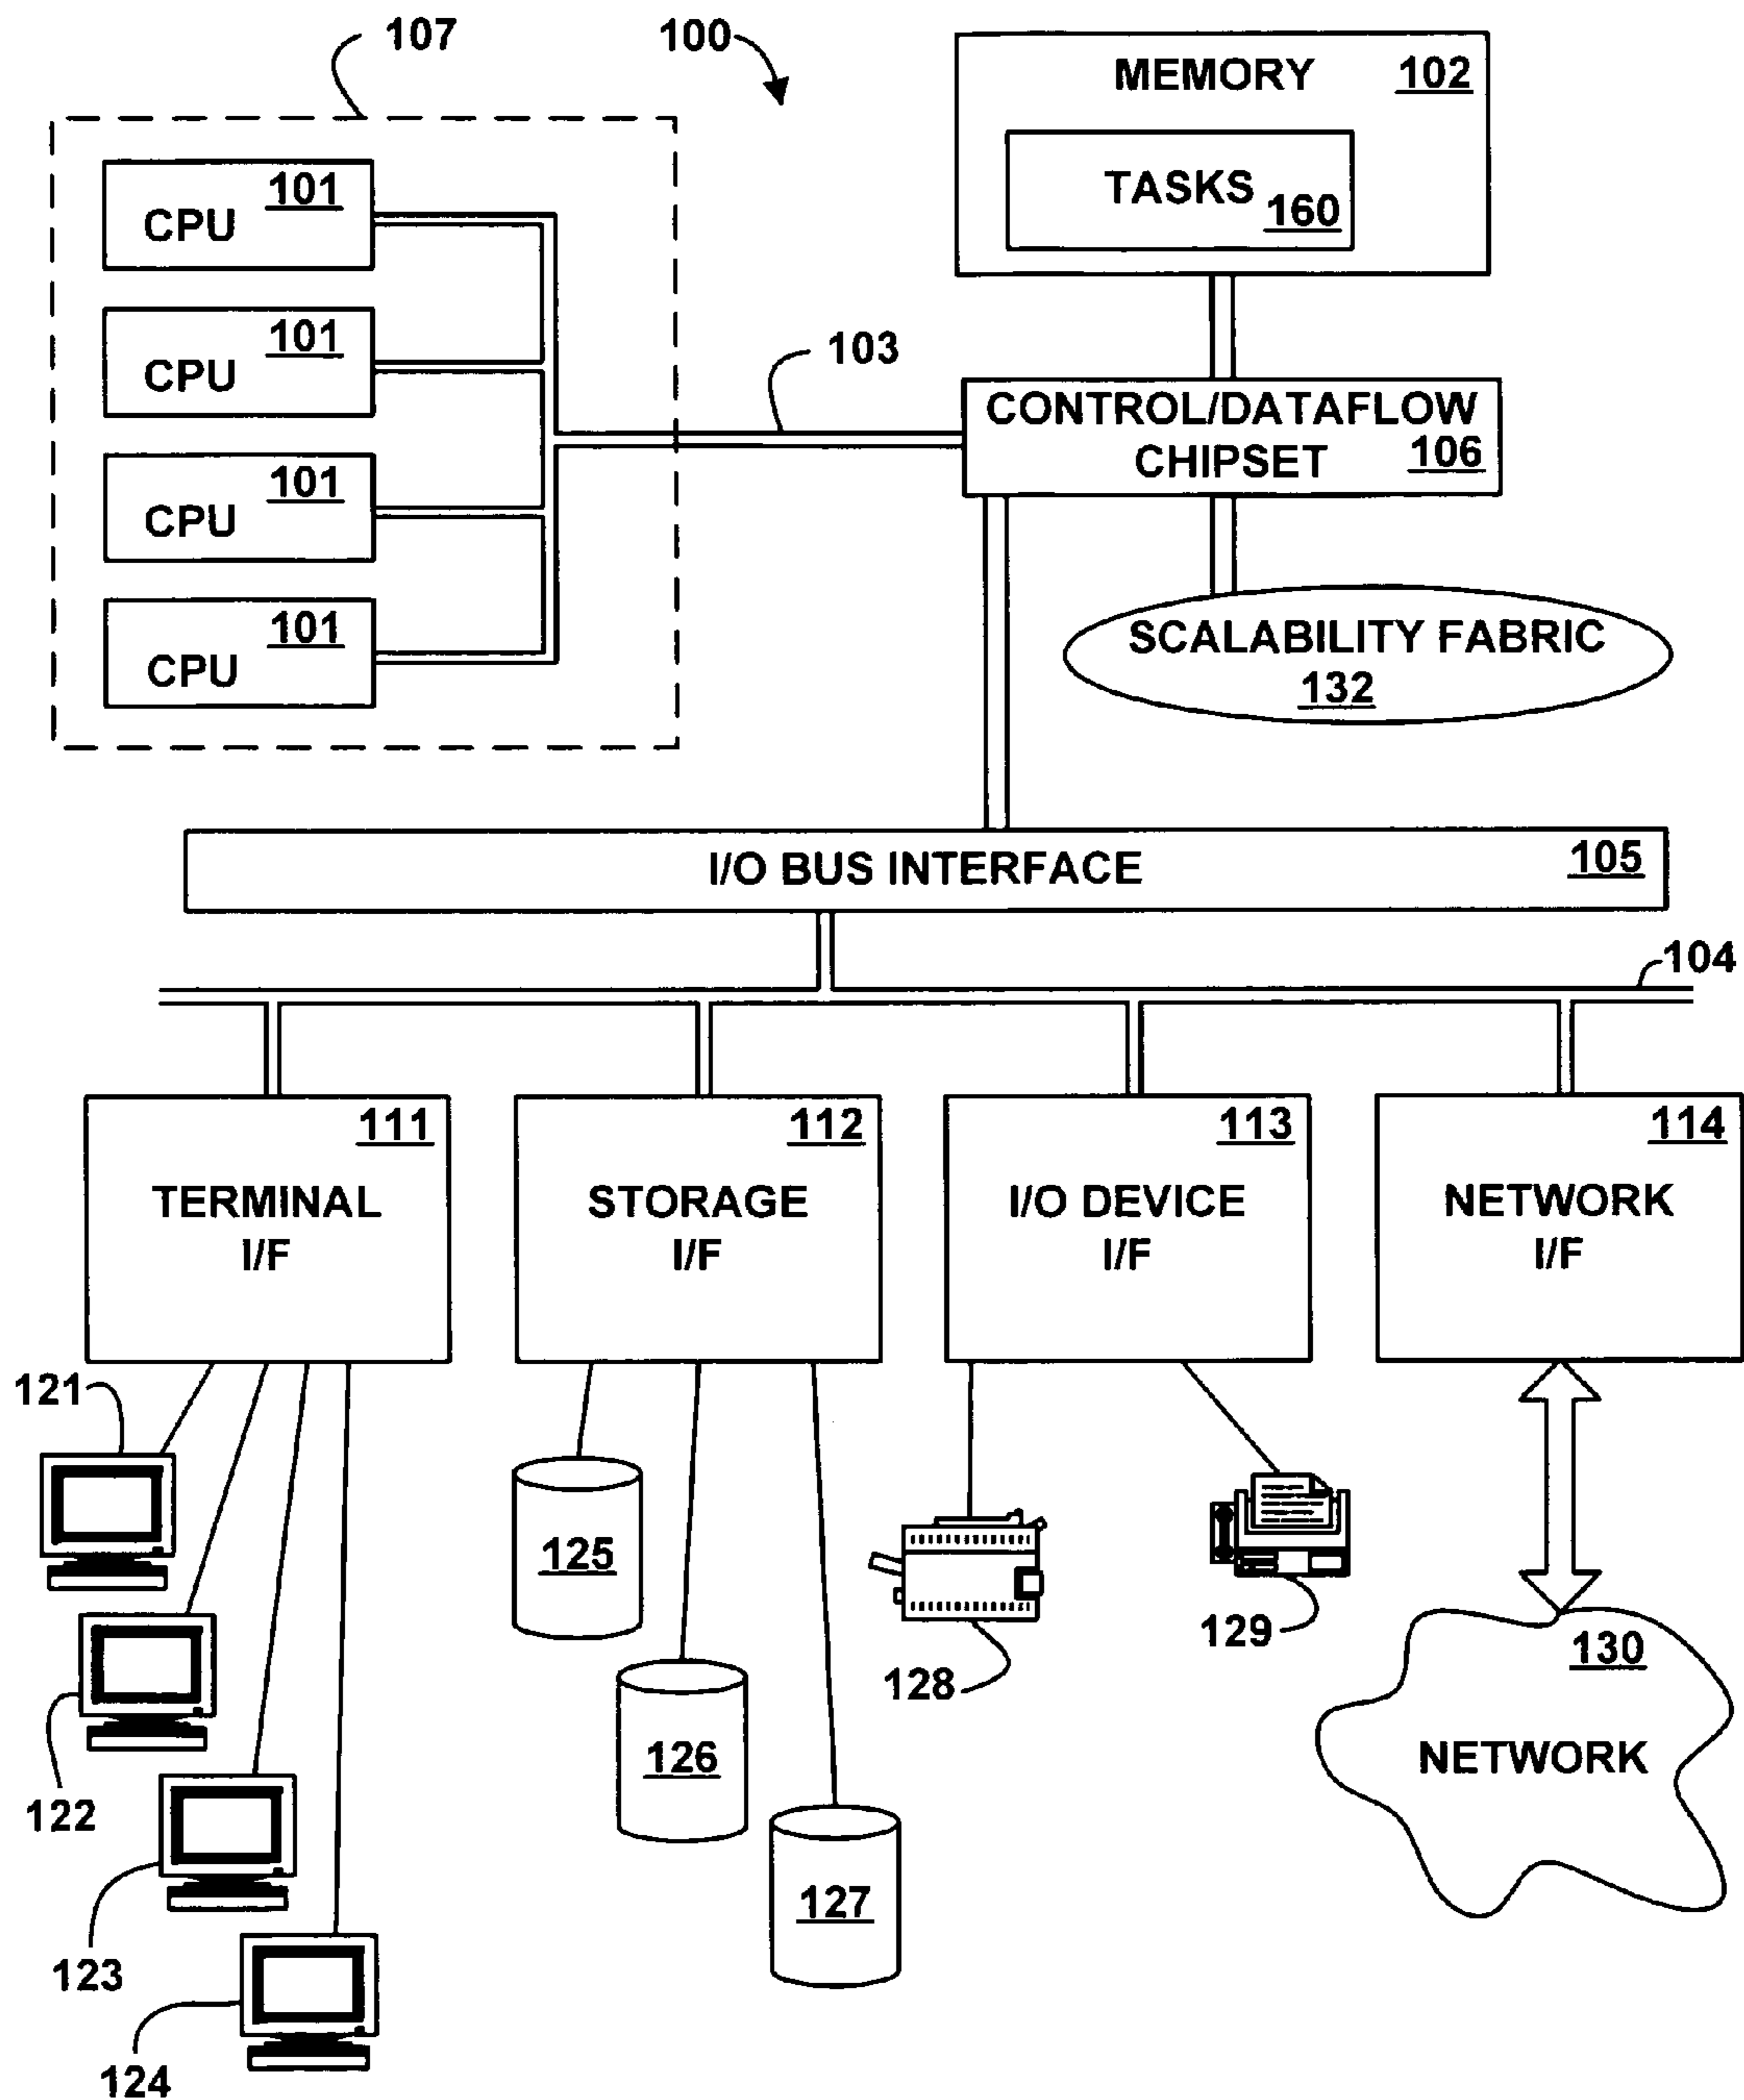 107
100
MEMORY 102
TASKS 160
101
CPU
101
CPU
101
CPU
101
CPU
103
CONTROL/DATAFLOW
CHIPSET 106
SCALABILITY FABRIC
132
I/O BUS INTERFACE 105
104
111
TERMINAL
I/F
112
STORAGE
I/F
113
I/O DEVICE
I/F
114
NETWORK
I/F
121
122
123
124
125
126
127
128
129
130
NETWORK